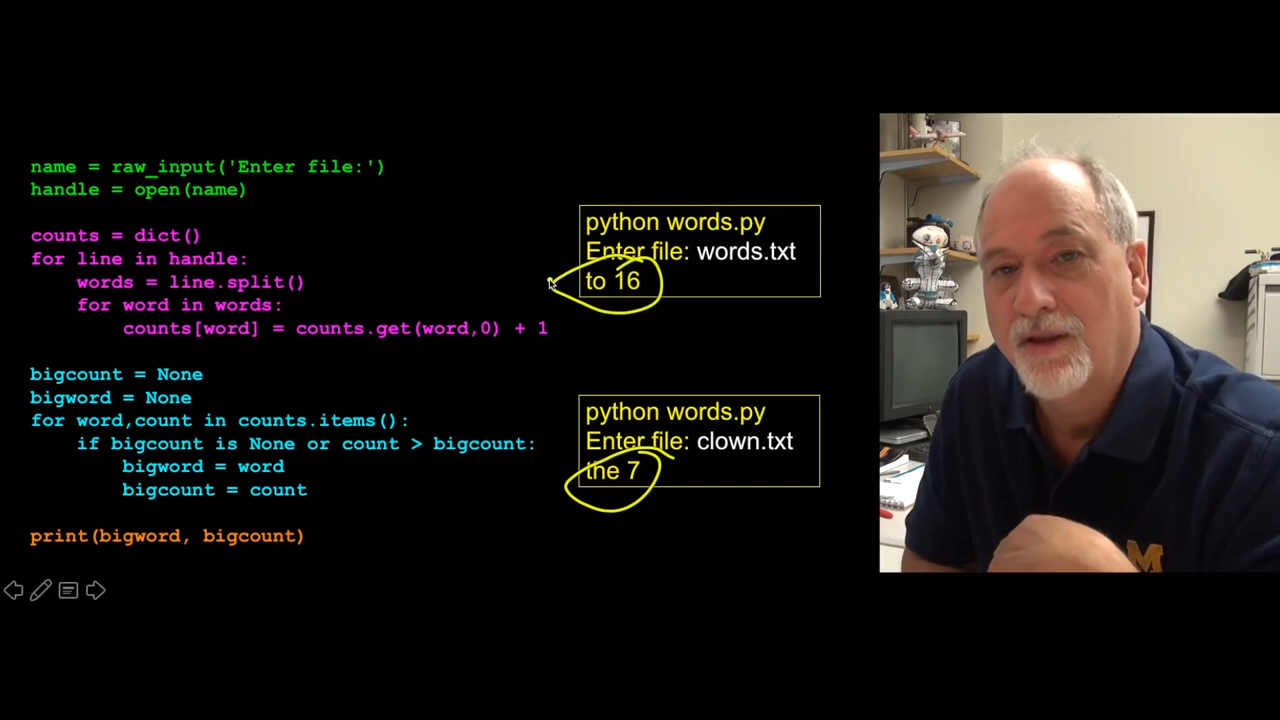 name = raw_input('Enter file:')
handle = open(name)
counts = dict()
for line in handle:
    words = line.split()
    for word in words:
        counts[word] = counts.get(word,0) + 1
bigcount = None
bigword = None
for word,count in counts.items():
    if bigcount is None or count > bigcount:
        bigword = word
        bigcount = count
print(bigword, bigcount)
python words.py
Enter file: words.txt
to 16
python words.py
Enter file: clown.txt
the 7
M